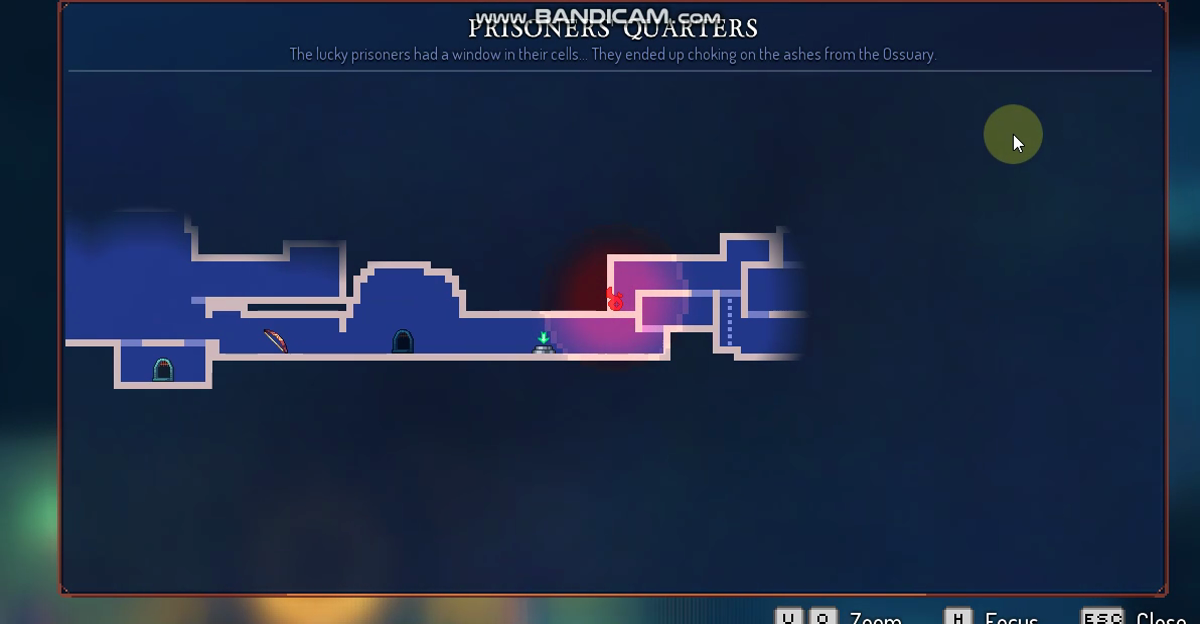 www.BANDICAM.com
PRISONERS' QUARTERS
The lucky prisoners had a window in their cells... They ended up choking on the ashes from the Ossuary.
Zoom
H Focus
ESC Close